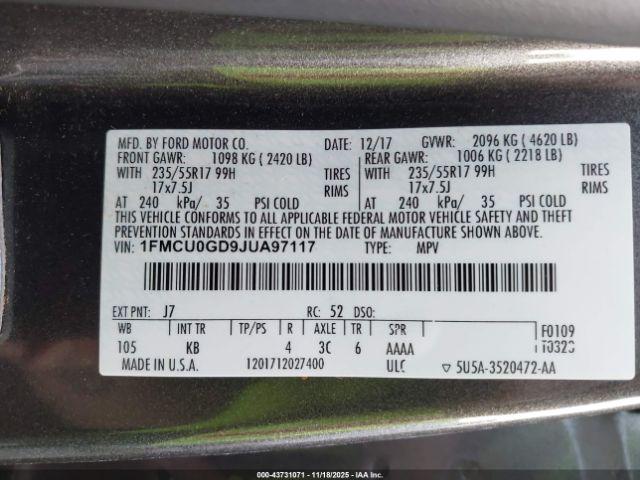 MFD. BY FORD MOTOR CO. DATE: 12/17 GVWR: 2096 KG ( 4620 LB)
FRONT GAWR: 1098 KG ( 2420 LB) REAR GAWR: 1006 KG ( 2218 LB)
WITH 235/55R17 99H TIRES WITH 235/55R17 99H TIRES
17x7.5J RIMS 17x7.5J RIMS
AT 240 kPa/ 35 PSI COLD AT 240 kPa/ 35 PSI COLD
THIS VEHICLE CONFORMS TO ALL APPLICABLE FEDERAL MOTOR VEHICLE SAFETY AND THEFT
PREVENTION STANDARDS IN EFFECT ON THE DATE OF MANUFACTURE SHOWN ABOVE.
VIN: 1FMCU0GD9JUA97117 TYPE: MPV
EXT PNT: J7 RC: 52 DSO:
WB INT TR TP/PS R AXLE TR SPR F0109
105 KB 4 3C 6 AAAA
MADE IN U.S.A. 1201712027400 ULC ▽ 5U5A-3520472-AA
000-43731071 - 11/18/2025 - IAAI.COM